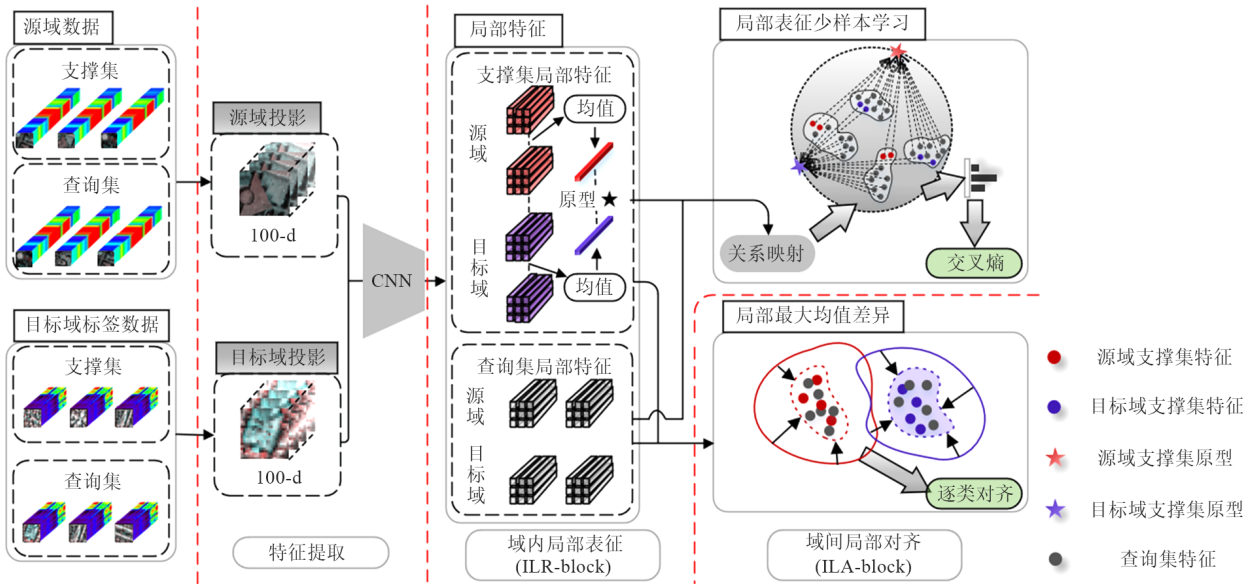 源域数据
支撑集
查询集
目标域标签数据
支撑集
查询集
源域投影
100-d
目标域投影
100-d
特征提取
CNN
局部特征
支撑集局部特征
源域
均值
原型
目标域
均值
查询集局部特征
源域
目标域
域内局部表征
(ILR-block)
局部表征少样本学习
关系映射
交叉熵
局部最大均值差异
逐类对齐
域间局部对齐
(ILA-block)
源域支撑集特征
目标域支撑集特征
源域支撑集原型
目标域支撑集原型
查询集特征